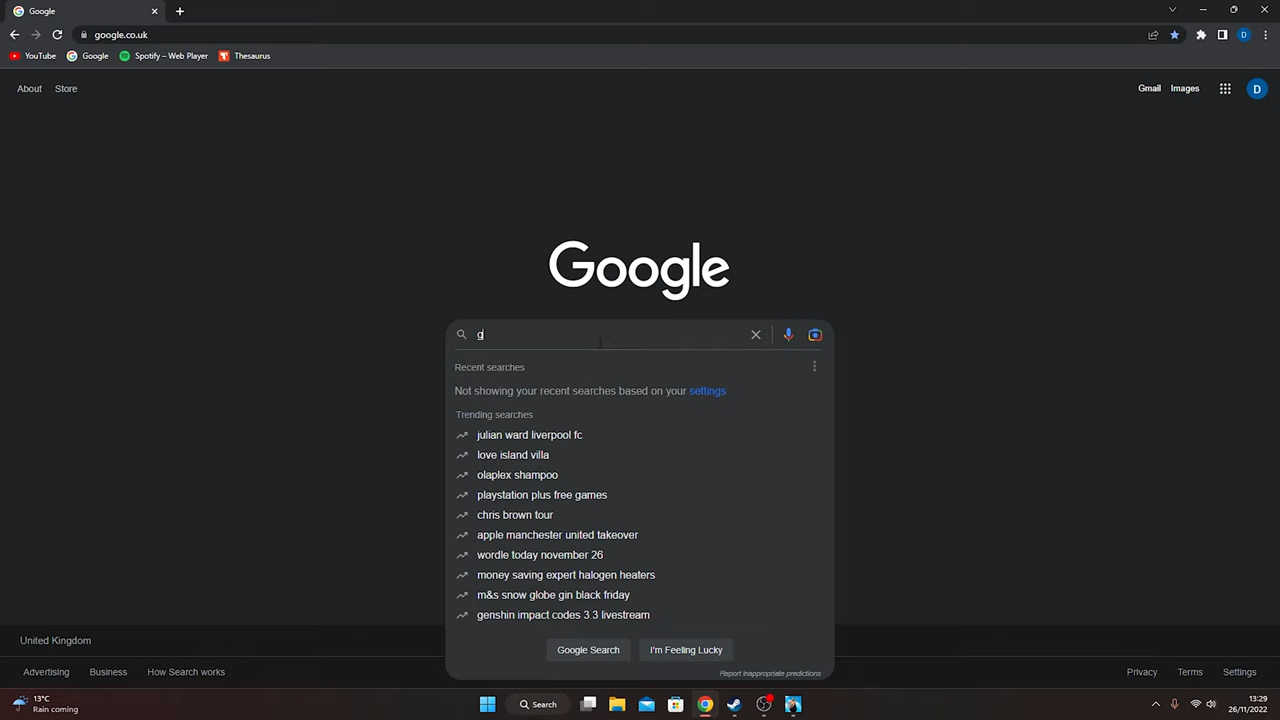 Google
google.co.uk
YouTube
Google
Spotify – Web Player
Thesaurus
D
About
Store
Gmail
Images
D
Google
g
Recent searches
Not showing your recent searches based on your settings
Trending searches
julian ward liverpool fc
love island villa
olaplex shampoo
playstation plus free games
chris brown tour
apple manchester united takeover
wordle today november 26
money saving expert halogen heaters
m&s snow globe gin black friday
genshin impact codes 3.3 livestream
Google Search
I'm Feeling Lucky
Report inappropriate predictions
United Kingdom
Advertising
Business
How Search works
Privacy
Terms
Settings
13°C
Rain coming
Search
13:29
26/11/2022